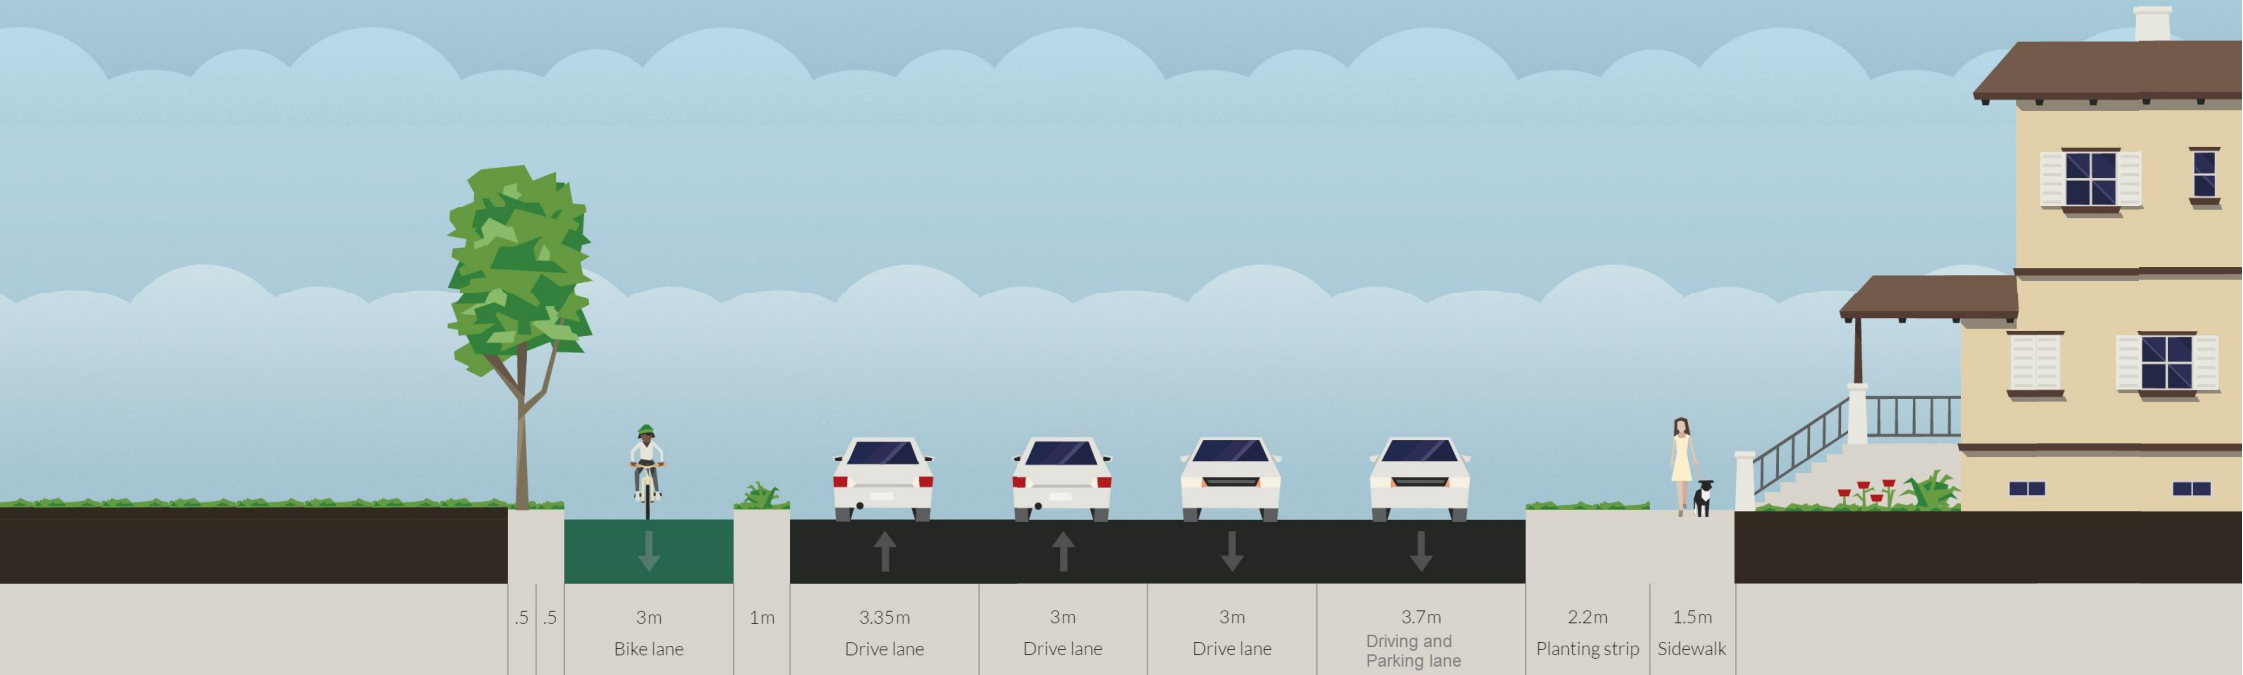 .5 .5 3m 1m 3.35m 3m 3m 3.7m 2.2m 1.5m
Bike lane Drive lane Drive lane Drive lane Driving and Planting strip Sidewalk
Parking lane